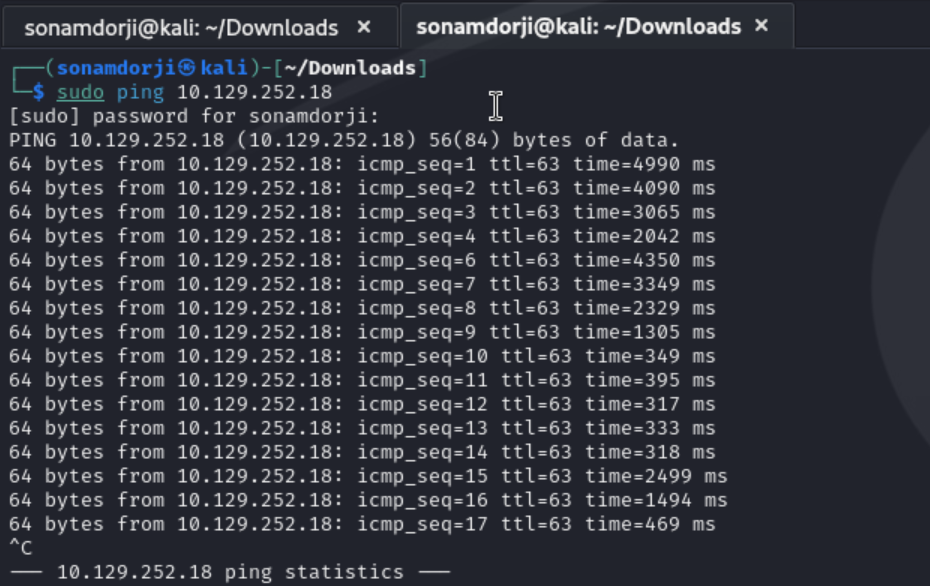 sonamdorji@kali: ~/Downloads × sonamdorji@kali: ~/Downloads ×
┌──(sonamdorji㉿kali)-[~/Downloads]
└─$ sudo ping 10.129.252.18
[sudo] password for sonamdorji:
PING 10.129.252.18 (10.129.252.18) 56(84) bytes of data.
64 bytes from 10.129.252.18: icmp_seq=1 ttl=63 time=4990 ms
64 bytes from 10.129.252.18: icmp_seq=2 ttl=63 time=4090 ms
64 bytes from 10.129.252.18: icmp_seq=3 ttl=63 time=3065 ms
64 bytes from 10.129.252.18: icmp_seq=4 ttl=63 time=2042 ms
64 bytes from 10.129.252.18: icmp_seq=6 ttl=63 time=4350 ms
64 bytes from 10.129.252.18: icmp_seq=7 ttl=63 time=3349 ms
64 bytes from 10.129.252.18: icmp_seq=8 ttl=63 time=2329 ms
64 bytes from 10.129.252.18: icmp_seq=9 ttl=63 time=1305 ms
64 bytes from 10.129.252.18: icmp_seq=10 ttl=63 time=349 ms
64 bytes from 10.129.252.18: icmp_seq=11 ttl=63 time=395 ms
64 bytes from 10.129.252.18: icmp_seq=12 ttl=63 time=317 ms
64 bytes from 10.129.252.18: icmp_seq=13 ttl=63 time=333 ms
64 bytes from 10.129.252.18: icmp_seq=14 ttl=63 time=318 ms
64 bytes from 10.129.252.18: icmp_seq=15 ttl=63 time=2499 ms
64 bytes from 10.129.252.18: icmp_seq=16 ttl=63 time=1494 ms
64 bytes from 10.129.252.18: icmp_seq=17 ttl=63 time=469 ms
^C
--- 10.129.252.18 ping statistics ---